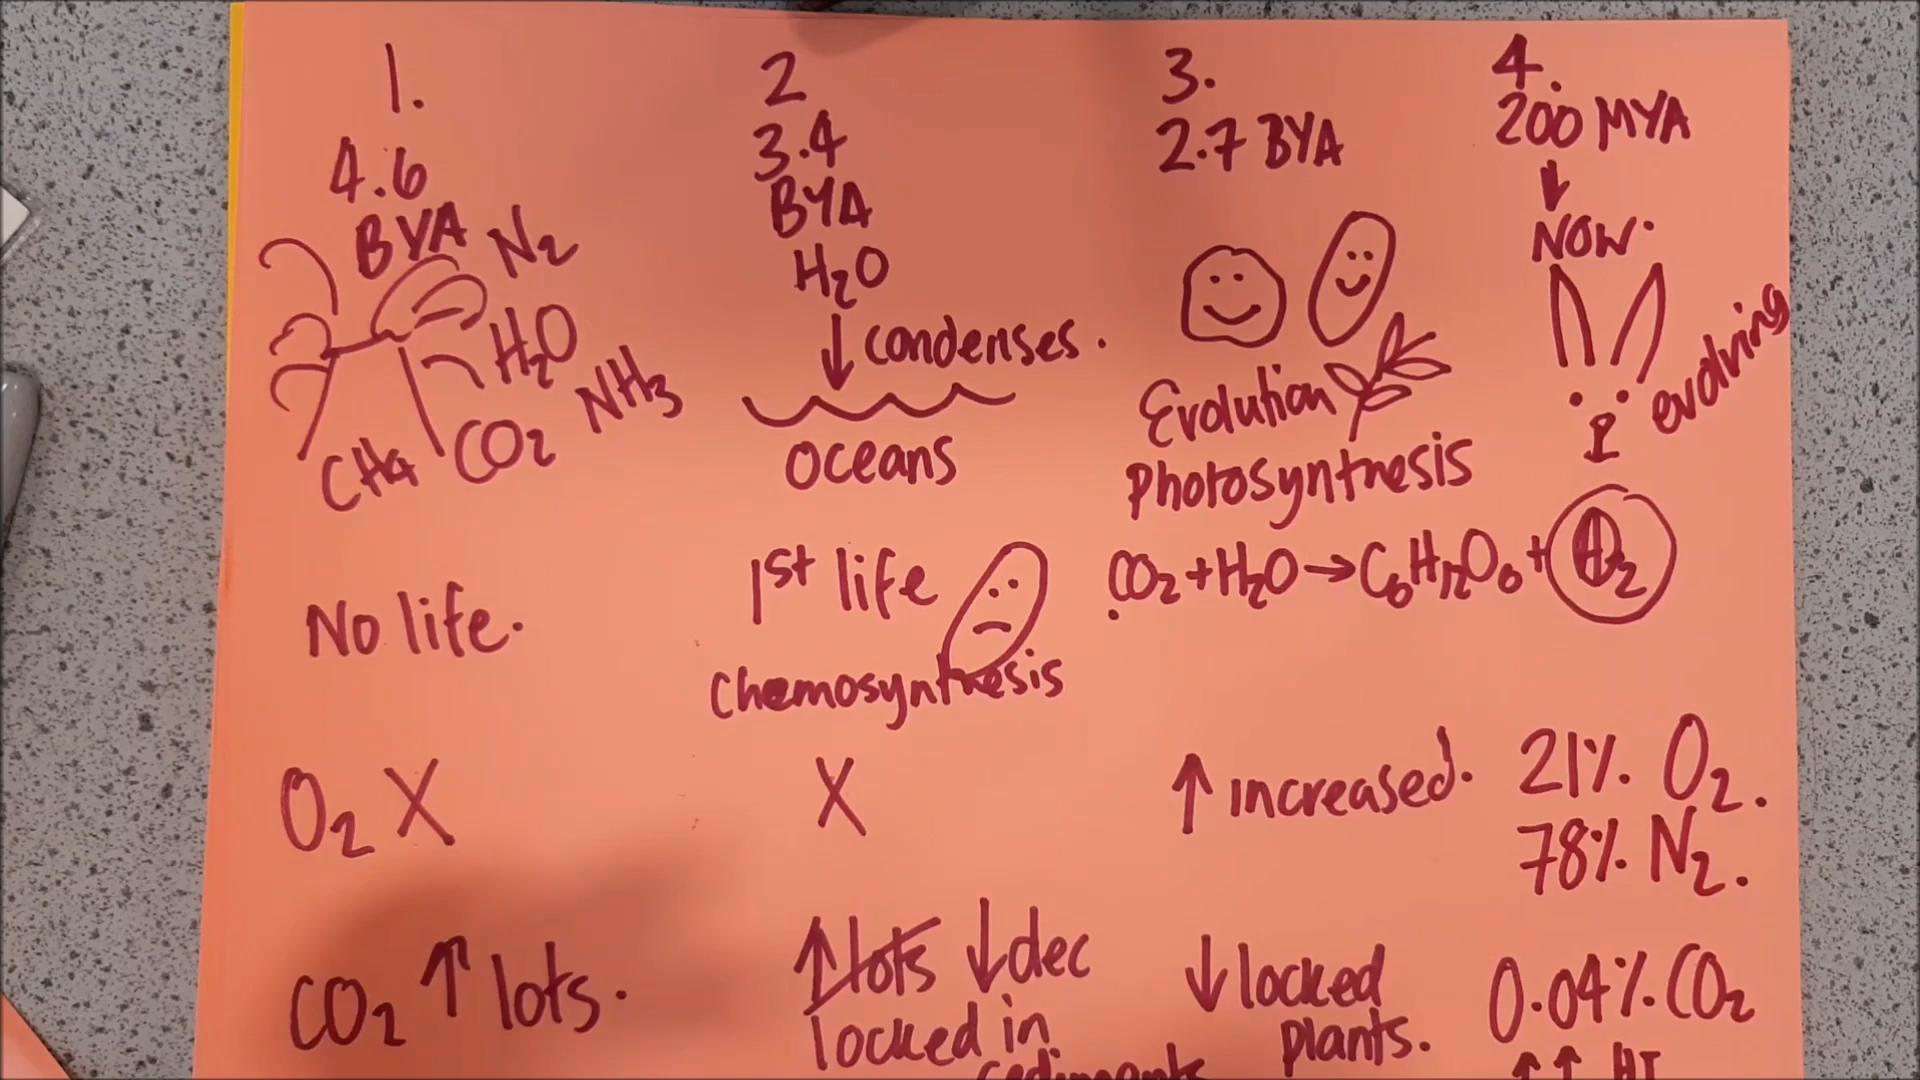 1.
4.6
BYA
N2
H2O
NH3
CO2
CH4
No life.
O2 X
CO2 ↑ lots.
2
3.4
BYA
H2O
↓ condenses.
Oceans
1st life
chemosynthesis
X
↑ lots ↓ dec
locked in
sediments
3.
2.7 BYA
Evolution
Photosynthesis
CO2 + H2O → C6H12O6 + O2
↑ increased.
↓ locked
plants.
4.
200 MYA
↓
NOW.
evolving
21% O2.
78% N2.
0.04% CO2
↑ ↑